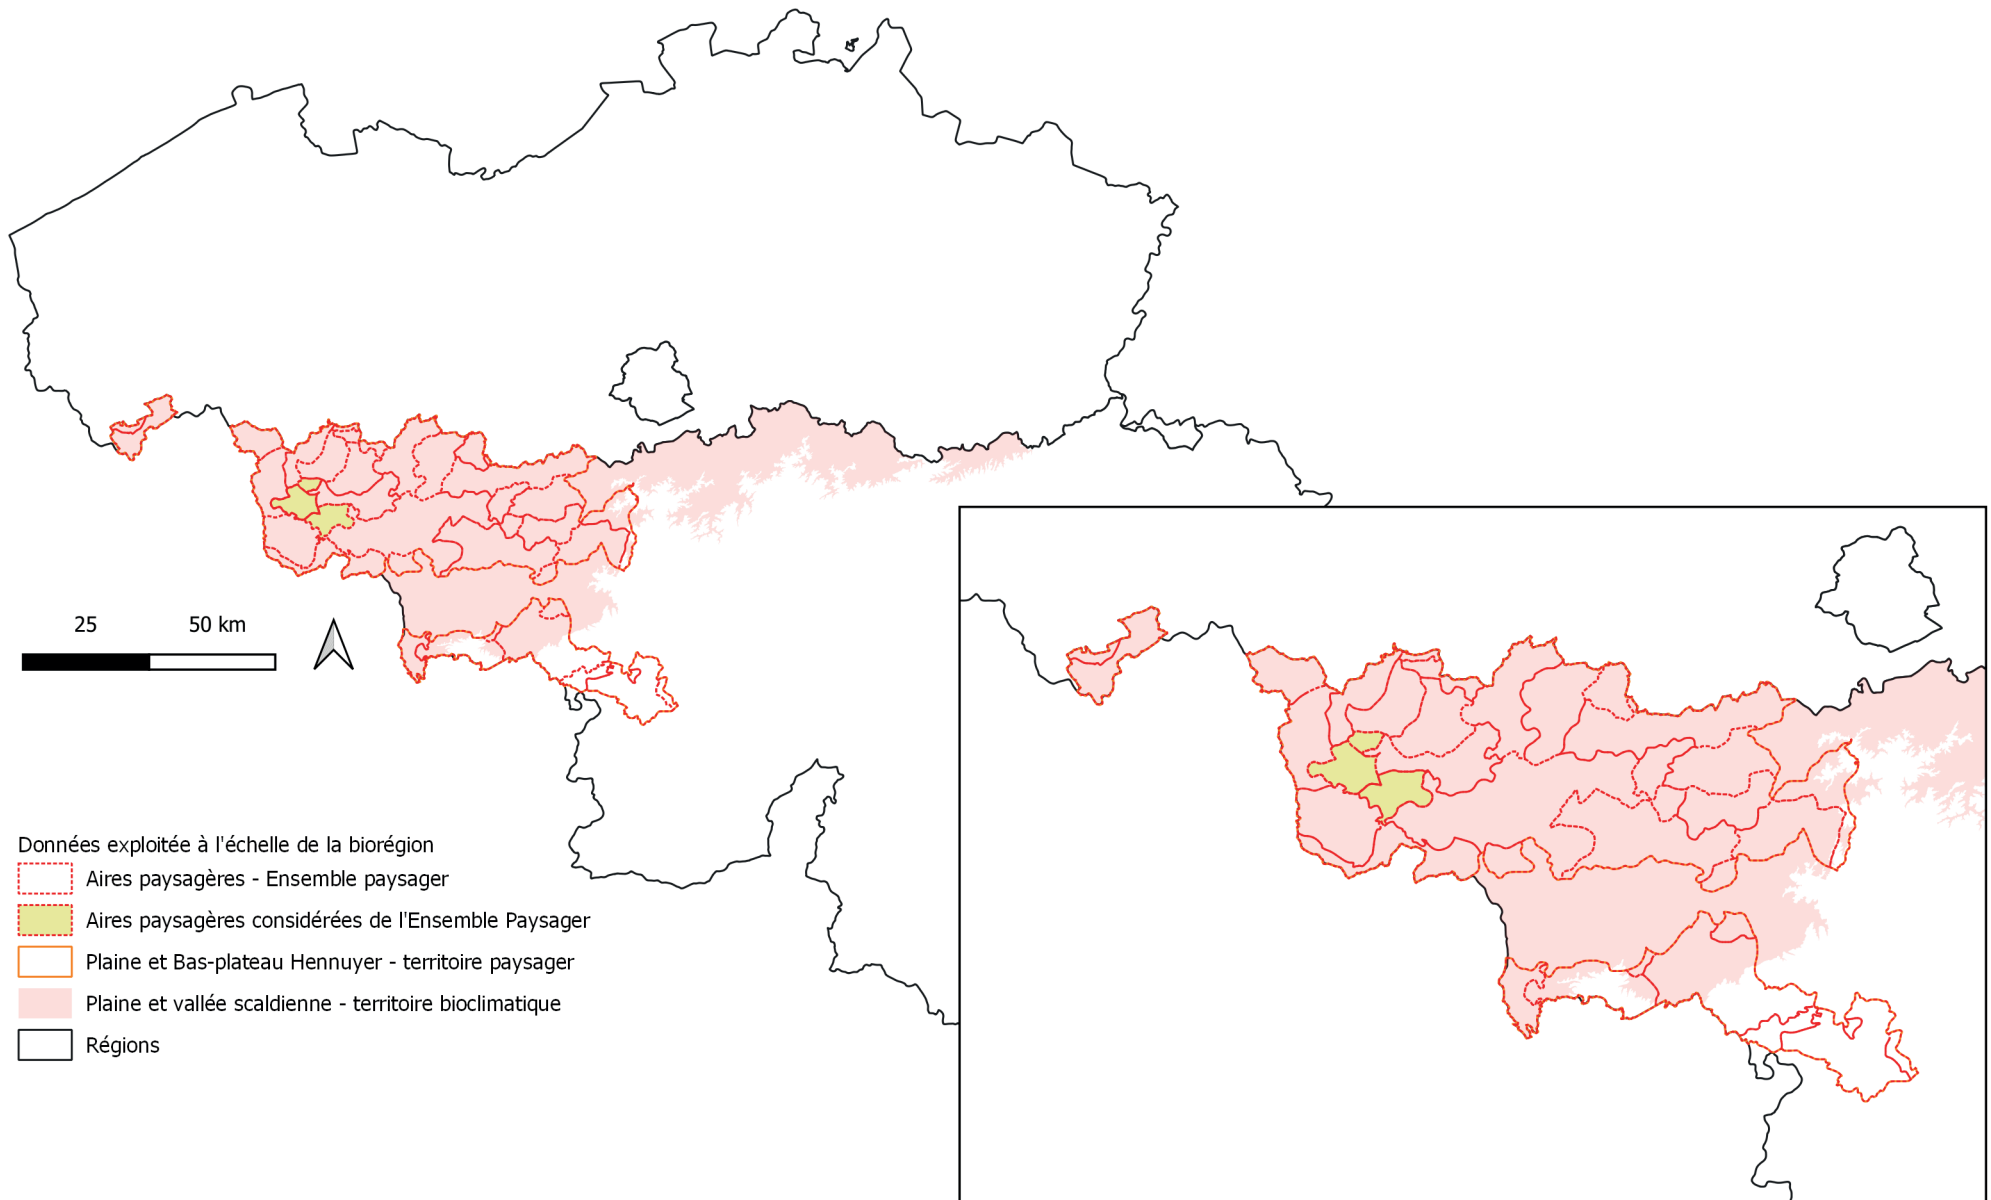 25 50 km
Données exploitée à l'échelle de la biorégion
Aires paysagères - Ensemble paysager
Aires paysagères considérées de l'Ensemble Paysager
Plaine et Bas-plateau Hennuyer - territoire paysager
Plaine et vallée scaldienne - territoire bioclimatique
Régions